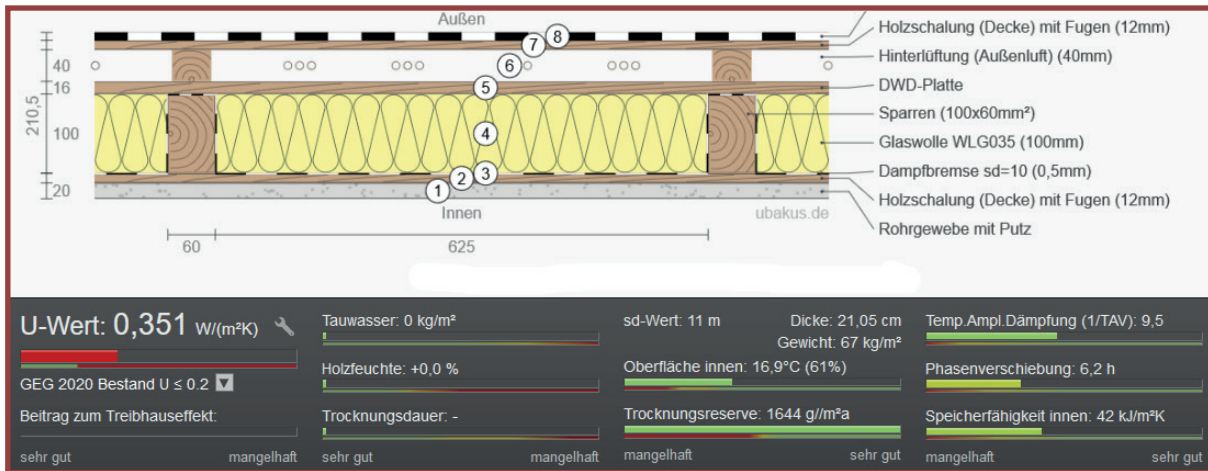 Außen
Holzschalung (Decke) mit Fugen (12mm)
Hinterlüftung (Außenluft) (40mm)
DWD-Platte
Sparren (100x60mm²)
Glaswolle WLG035 (100mm)
Dampfbremse sd=10 (0,5mm)
Holzschalung (Decke) mit Fugen (12mm)
Rohrgewebe mit Putz
210,5
40
16
100
20
8
7
6
5
4
3
2
1
Innen
ubakus.de
60
625
U-Wert: 0,351 W/(m²K)
GEG 2020 Bestand U ≤ 0.2
Beitrag zum Treibhauseffekt:
sehr gut mangelhaft
Tauwasser: 0 kg/m²
Holzfeuchte: +0,0 %
Trocknungsdauer: -
sehr gut mangelhaft
sd-Wert: 11 m Dicke: 21,05 cm
Gewicht: 67 kg/m²
Oberfläche innen: 16,9°C (61%)
Trocknungsreserve: 1644 g//m²a
mangelhaft sehr gut
Temp.Ampl.Dämpfung (1/TAV): 9,5
Phasenverschiebung: 6,2 h
Speicherfähigkeit innen: 42 kJ/m²K
mangelhaft sehr gut